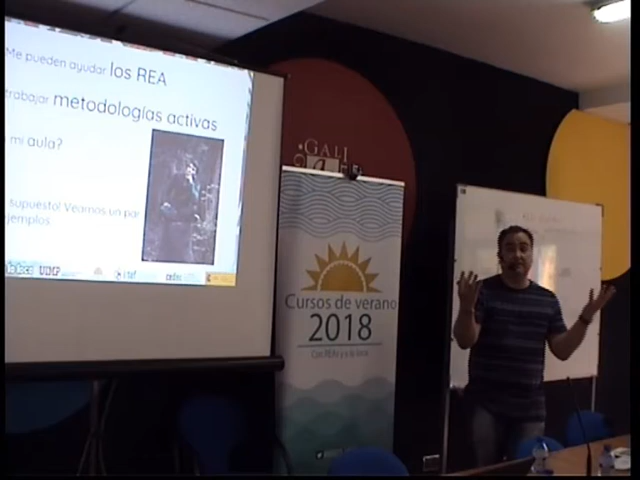 Me pueden ayudar los REA
trabajar metodologías activas
mi aula?
supuesto! Veamos un par
ejemplos
GALI
Cursos de verano
2018